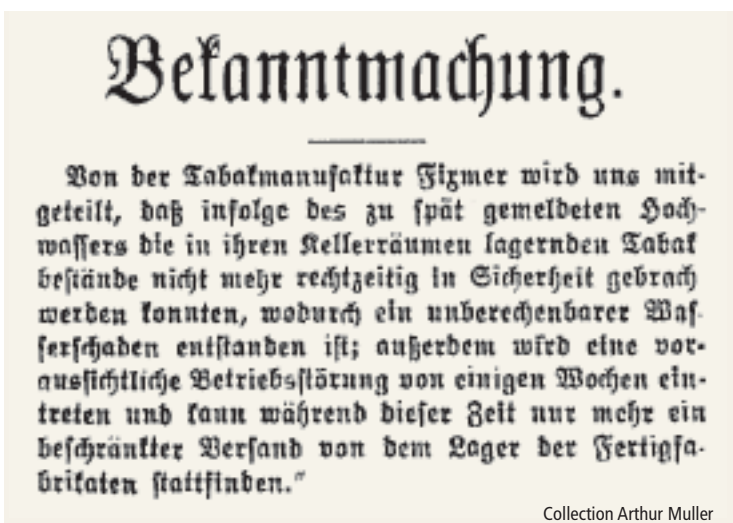 Bekanntmachung.
Von der Tabakmanufaktur Fixmer wird uns mit-
geteilt, daß infolge des zu spät gemeldeten Hoch-
wassers die in ihren Kellerräumen lagernden Tabak
bestände nicht mehr rechtzeitig in Sicherheit gebrach
werden konnten, wodurch ein unberechenbarer Was-
serschaden entstanden ist; außerdem wird eine vor-
aussichtliche Betriebsstörung von einigen Wochen ein-
treten und kann während dieser Zeit nur mehr ein
beschränkter Versand von dem Lager der Fertigfa-
brikaten stattfinden."
Collection Arthur Muller